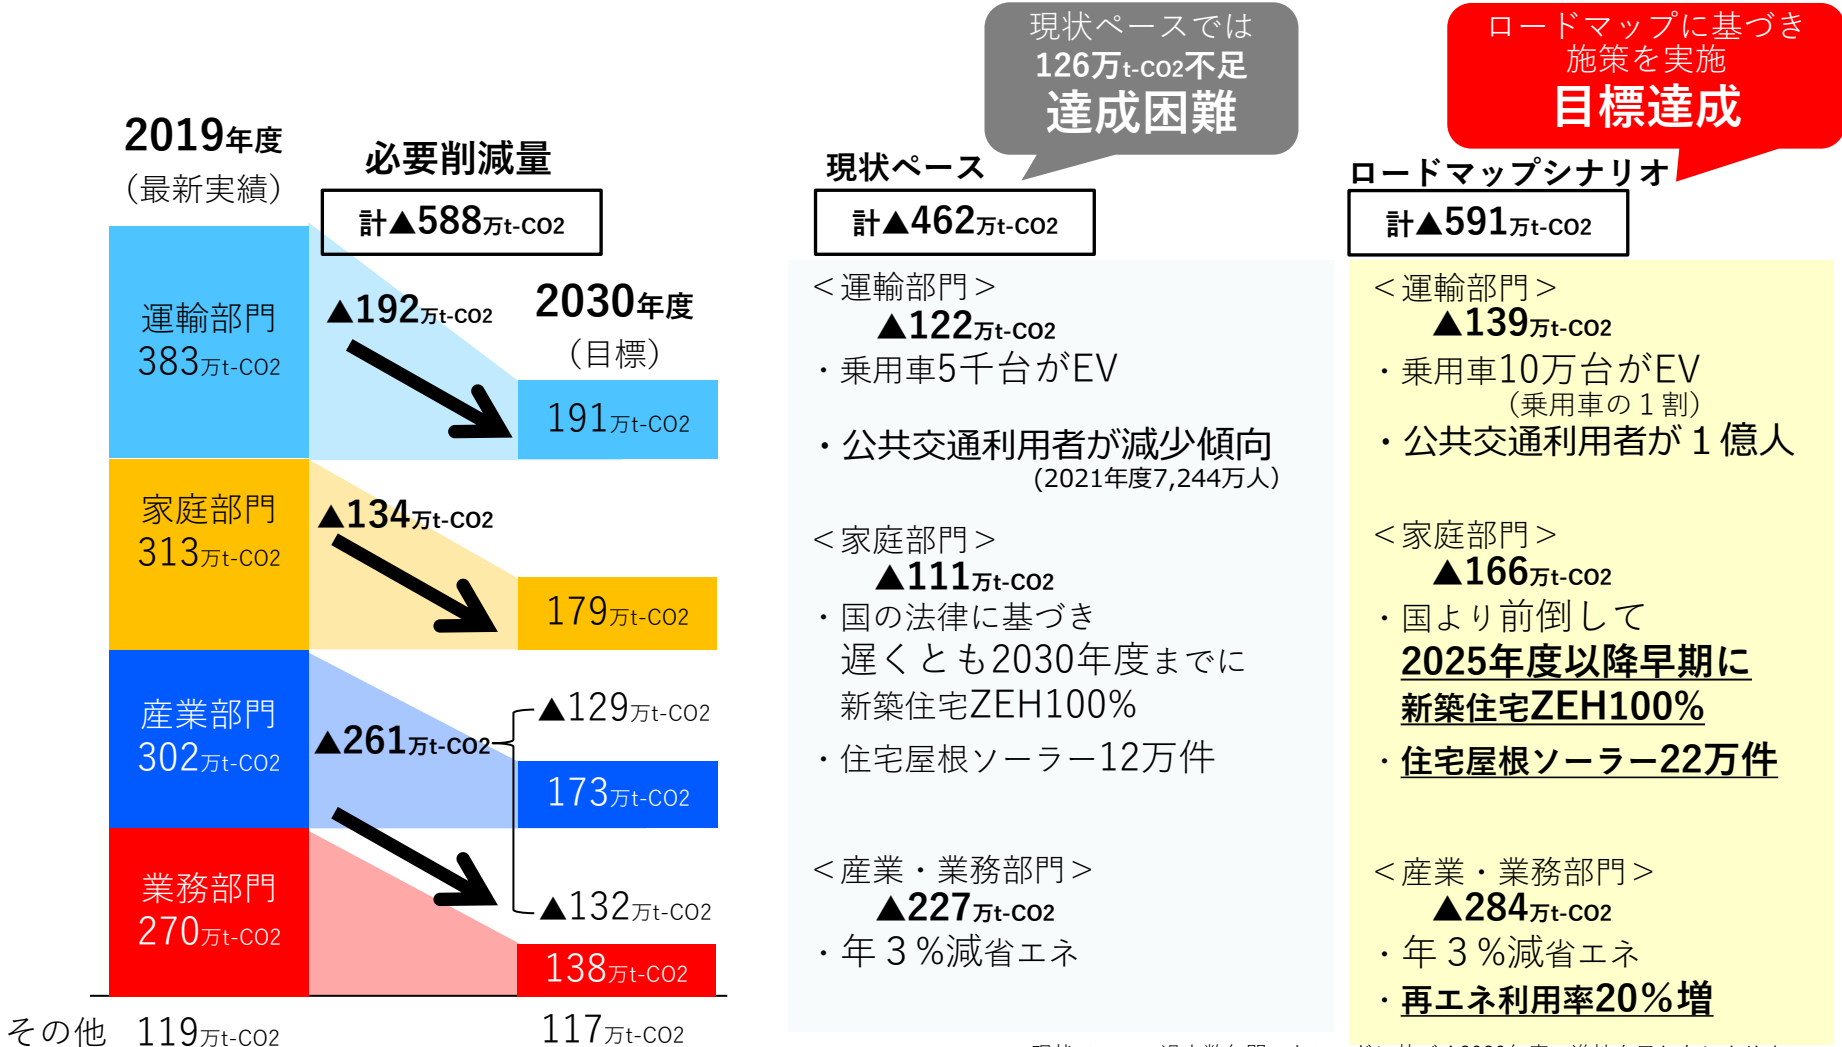 現状ペースでは
126万t-CO2不足
達成困難
ロードマップに基づき
施策を実施
目標達成
2019年度
（最新実績）
必要削減量
計▲588万t-CO2
運輸部門
383万t-CO2
▲192万t-CO2
2030年度
（目標）
191万t-CO2
家庭部門
313万t-CO2
▲134万t-CO2
179万t-CO2
産業部門
302万t-CO2
▲261万t-CO2
▲129万t-CO2
173万t-CO2
業務部門
270万t-CO2
▲132万t-CO2
138万t-CO2
その他 119万t-CO2
117万t-CO2
現状ペース
計▲462万t-CO2
＜運輸部門＞
▲122万t-CO2
・乗用車5千台がEV
・公共交通利用者が減少傾向
(2021年度7,244万人）
＜家庭部門＞
▲111万t-CO2
・国の法律に基づき
遅くとも2030年度までに
新築住宅ZEH100%
・住宅屋根ソーラー12万件
＜産業・業務部門＞
▲227万t-CO2
・年３%減省エネ
ロードマップシナリオ
計▲591万t-CO2
＜運輸部門＞
▲139万t-CO2
・乗用車10万台がEV
（乗用車の１割）
・公共交通利用者が１億人
＜家庭部門＞
▲166万t-CO2
・国より前倒して
2025年度以降早期に
新築住宅ZEH100%
・住宅屋根ソーラー22万件
＜産業・業務部門＞
▲284万t-CO2
・年３%減省エネ
・再エネ利用率20%増